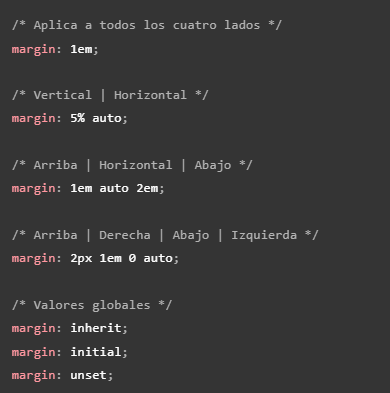 /* Aplica a todos los cuatro lados */
margin: 1em;
/* Vertical | Horizontal */
margin: 5% auto;
/* Arriba | Horizontal | Abajo */
margin: 1em auto 2em;
/* Arriba | Derecha | Abajo | Izquierda */
margin: 2px 1em 0 auto;
/* Valores globales */
margin: inherit;
margin: initial;
margin: unset;